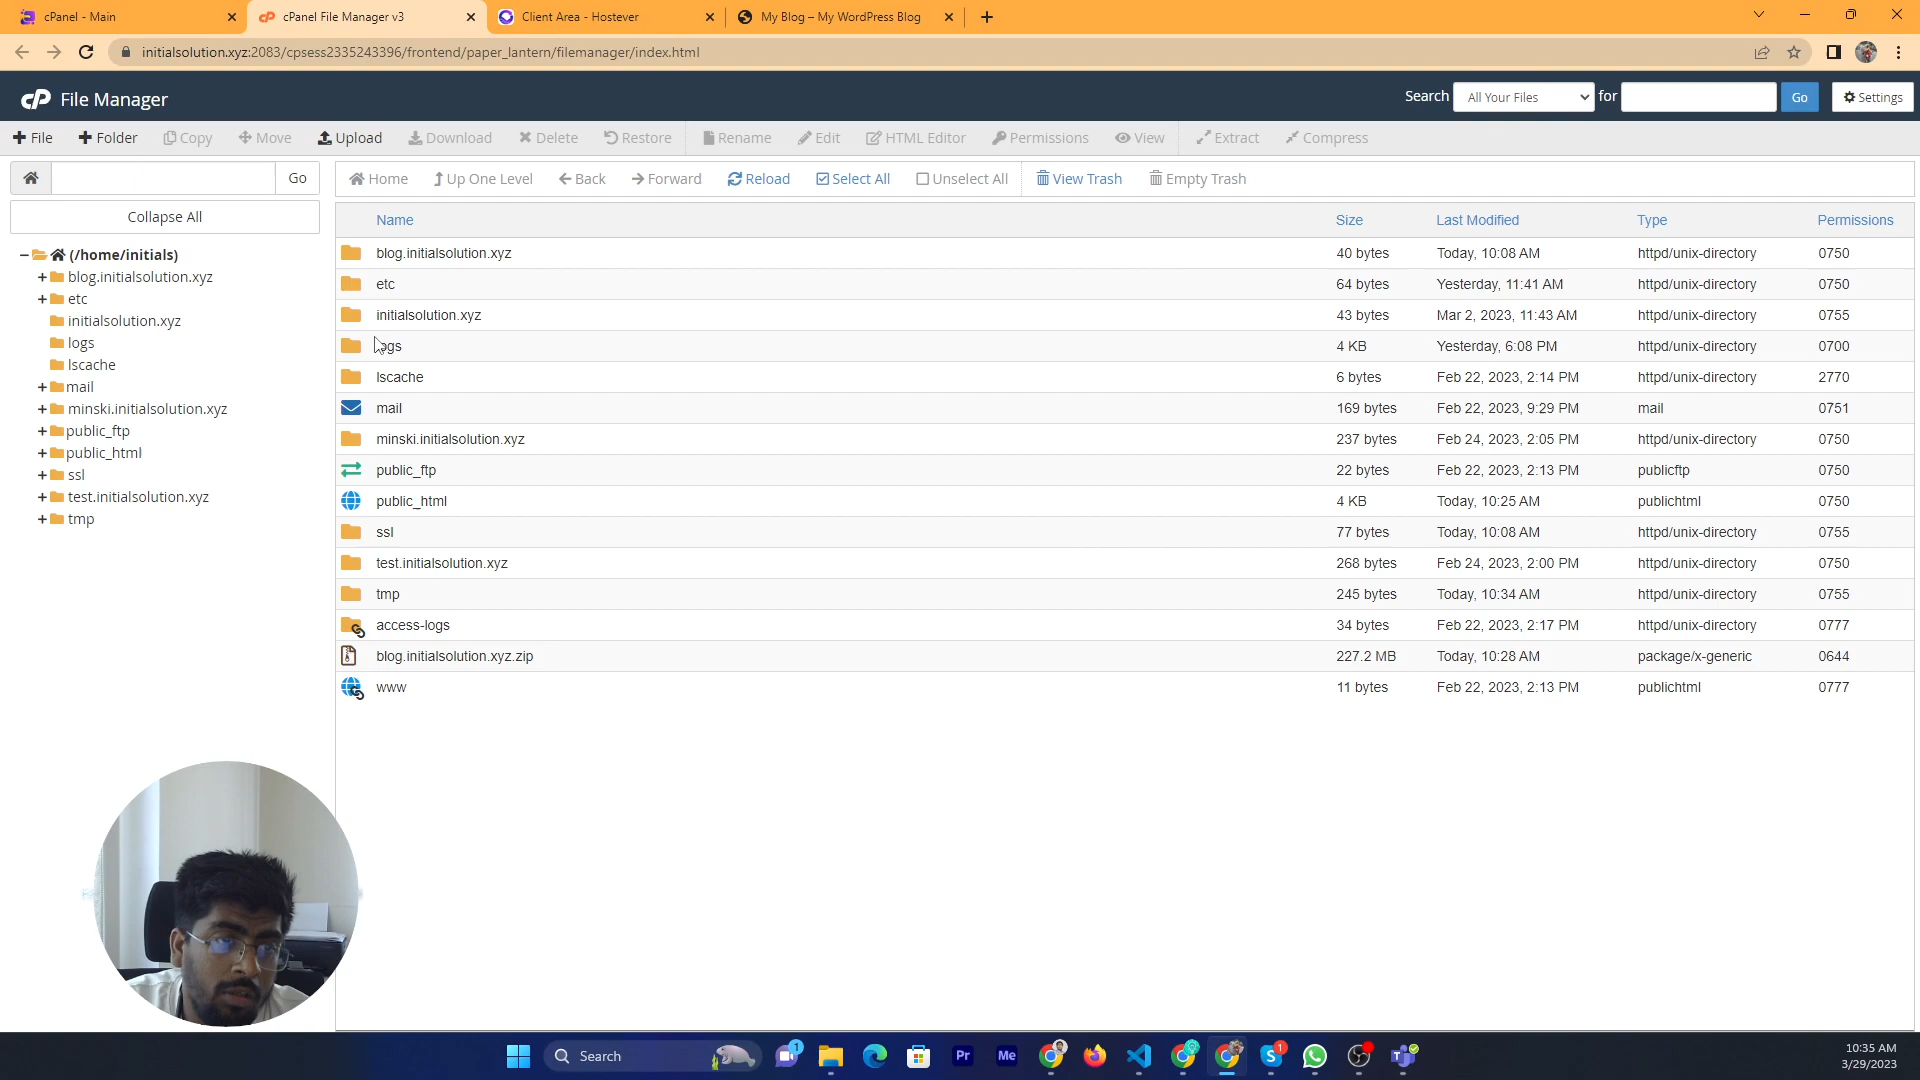 cPanel - Main
cPanel File Manager v3
Client Area - Hostever
My Blog – My WordPress Blog
initialsolution.xyz:2083/cpsess2335243396/frontend/paper_lantern/filemanager/index.html
cP File Manager
Search All Your Files for Go Settings
File Folder Copy Move Upload Download Delete Restore Rename Edit HTML Editor Permissions View Extract Compress
Go
Home Up One Level Back Forward Reload Select All Unselect All View Trash Empty Trash
Collapse All
(/home/initials)
blog.initialsolution.xyz
etc
initialsolution.xyz
logs
lscache
mail
minski.initialsolution.xyz
public_ftp
public_html
ssl
test.initialsolution.xyz
tmp
Name Size Last Modified Type Permissions
blog.initialsolution.xyz 40 bytes Today, 10:08 AM httpd/unix-directory 0750
etc 64 bytes Yesterday, 11:41 AM httpd/unix-directory 0750
initialsolution.xyz 43 bytes Mar 2, 2023, 11:43 AM httpd/unix-directory 0755
logs 4 KB Yesterday, 6:08 PM httpd/unix-directory 0700
lscache 6 bytes Feb 22, 2023, 2:14 PM httpd/unix-directory 2770
mail 169 bytes Feb 22, 2023, 9:29 PM mail 0751
minski.initialsolution.xyz 237 bytes Feb 24, 2023, 2:05 PM httpd/unix-directory 0750
public_ftp 22 bytes Feb 22, 2023, 2:13 PM publicftp 0750
public_html 4 KB Today, 10:25 AM publichtml 0750
ssl 77 bytes Today, 10:08 AM httpd/unix-directory 0755
test.initialsolution.xyz 268 bytes Feb 24, 2023, 2:00 PM httpd/unix-directory 0750
tmp 245 bytes Today, 10:34 AM httpd/unix-directory 0755
access-logs 34 bytes Feb 22, 2023, 2:17 PM httpd/unix-directory 0777
blog.initialsolution.xyz.zip 227.2 MB Today, 10:28 AM package/x-generic 0644
www 11 bytes Feb 22, 2023, 2:13 PM publichtml 0777
Search 1 Pr Me 1
10:35 AM
3/29/2023